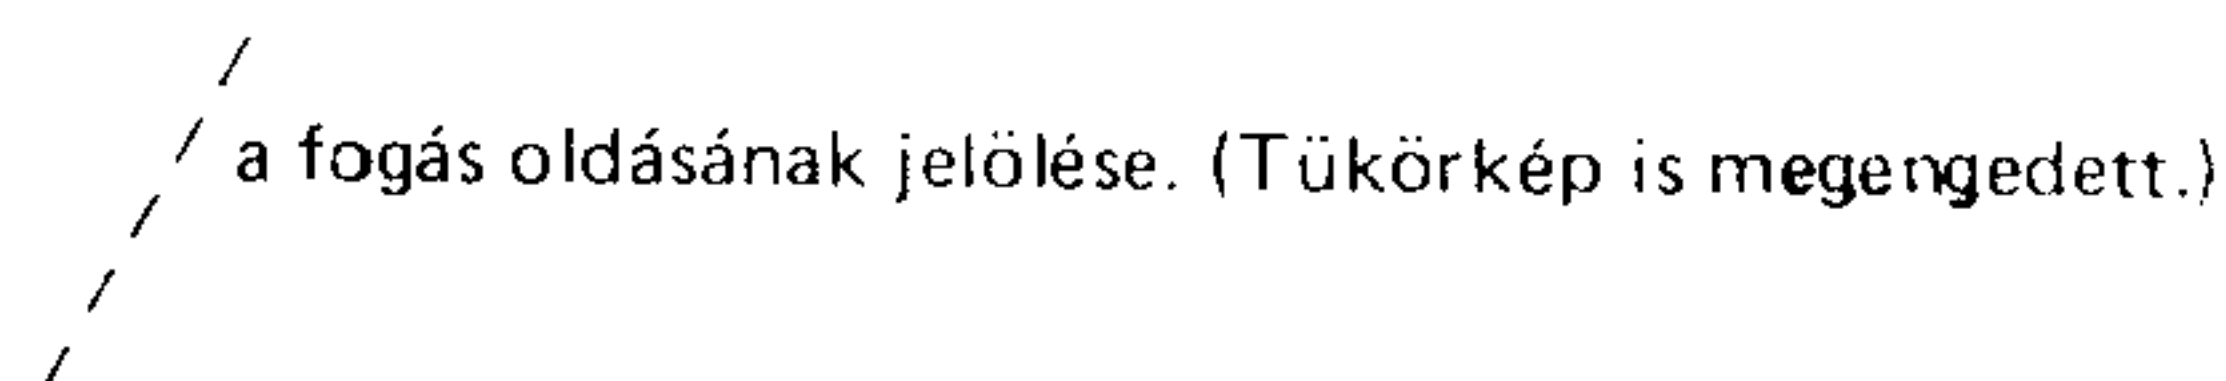 a fogás oldásának jelölése. (Tükörkép is megengedett.)